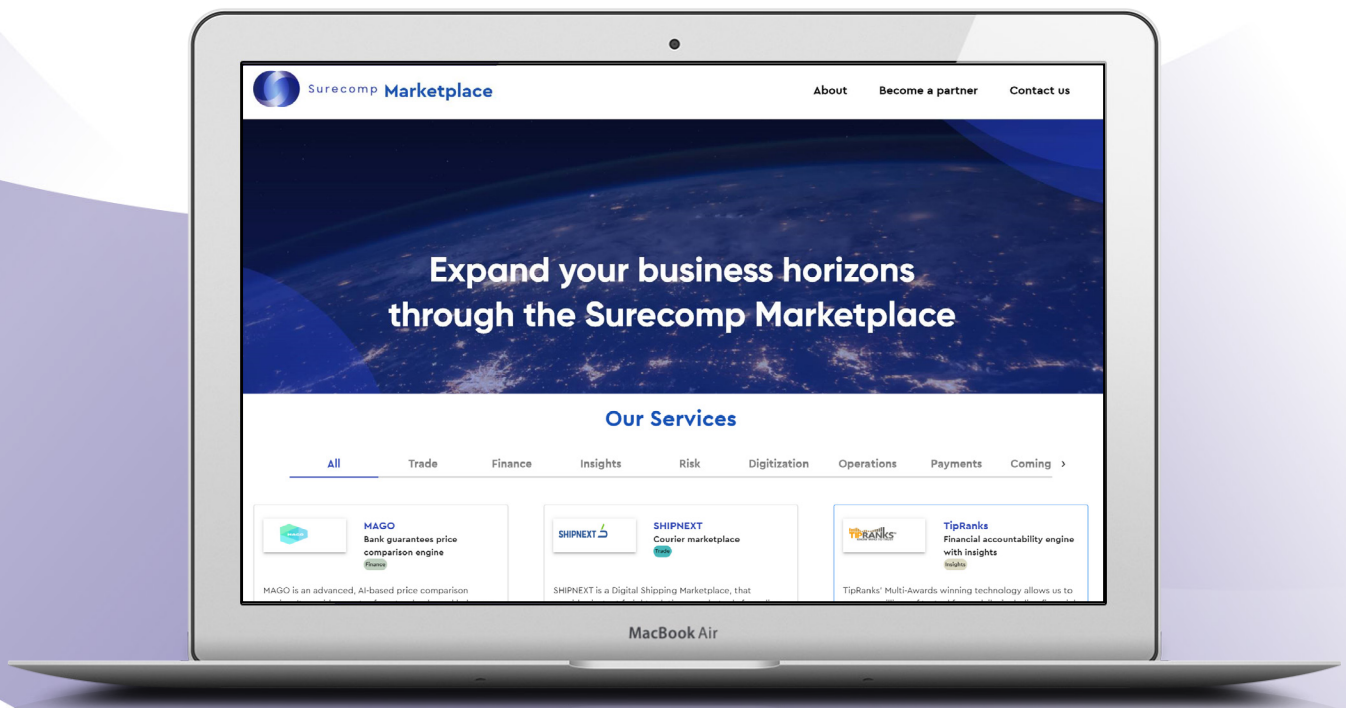 Surecomp Marketplace
About Become a partner Contact us
Expand your business horizons
through the Surecomp Marketplace
Our Services
All Trade Finance Insights Risk Digitization Operations Payments Coming >
MAGO
Bank guarantees price
comparison engine
Finance
MAGO is an advanced, AI-based price comparison
SHIPNEXT
SHIPNEXT
Courier marketplace
Trade
SHIPNEXT is a Digital Shipping Marketplace, that
TIPRANKS
TipRanks
Financial accountability engine
with insights
Insights
TipRanks' Multi-Awards winning technology allows us to
MacBook Air